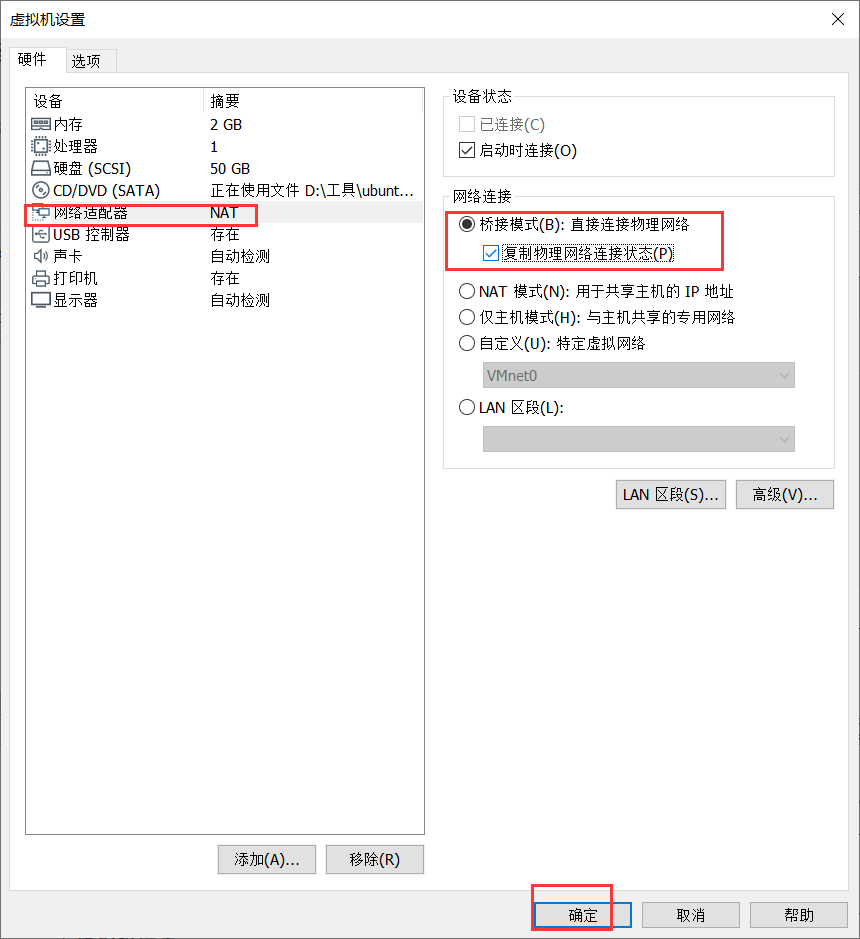 虚拟机设置
硬件 选项
设备 摘要
内存 2 GB
处理器 1
硬盘 (SCSI) 50 GB
CD/DVD (SATA) 正在使用文件 D:\工具\ubunt...
网络适配器 NAT
USB 控制器 存在
声卡 自动检测
打印机 存在
显示器 自动检测
添加(A)... 移除(R)
设备状态
已连接(C)
启动时连接(O)
网络连接
桥接模式(B): 直接连接物理网络
复制物理网络连接状态(P)
NAT 模式(N): 用于共享主机的 IP 地址
仅主机模式(H): 与主机共享的专用网络
自定义(U): 特定虚拟网络
VMnet0
LAN 区段(L):
LAN 区段(S)... 高级(V)...
确定 取消 帮助